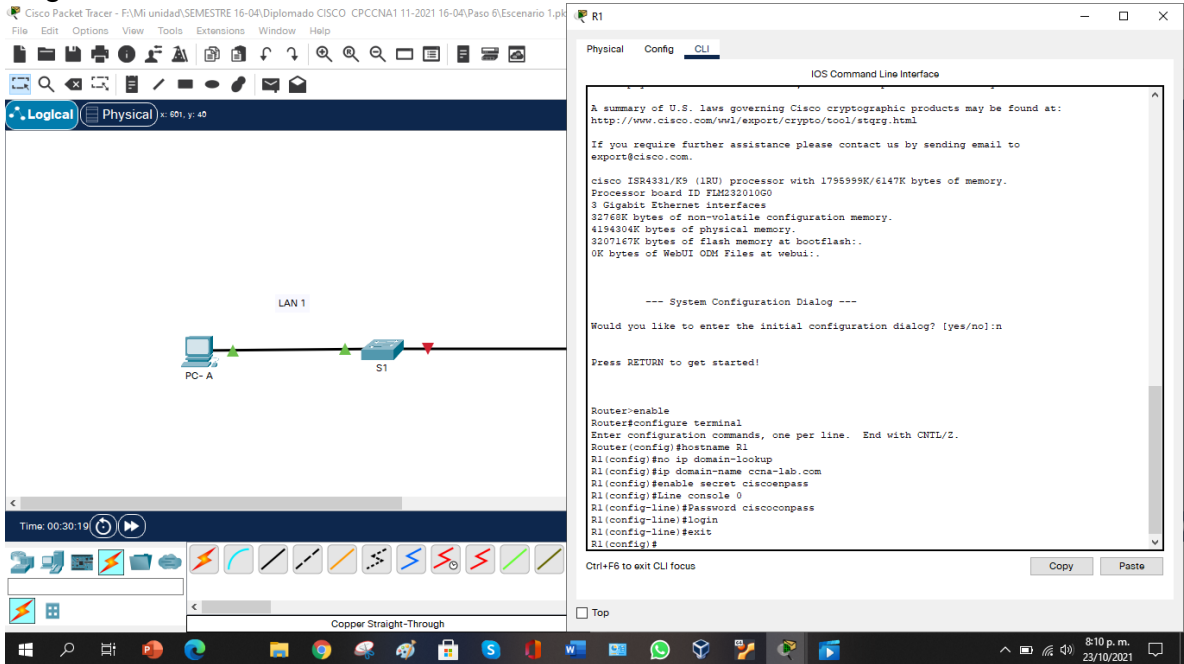 Cisco Packet Tracer - F:\Mi unidad\SEMESTRE 16-04\Diplomado CISCO CPCCNA1 11-2021 16-04\Paso 6\Escenario 1.pk
File Edit Options View Tools Extensions Window Help
Logical
Physical
x: 601, y: 40
LAN 1
PC- A
S1
Time: 00:30:19
Copper Straight-Through
R1
Physical Config CLI
IOS Command Line Interface
A summary of U.S. laws governing Cisco cryptographic products may be found at:
http://www.cisco.com/wwl/export/crypto/tool/stqrg.html
If you require further assistance please contact us by sending email to
export@cisco.com.
cisco ISR4331/K9 (1RU) processor with 1795999K/6147K bytes of memory.
Processor board ID FLM232010G0
3 Gigabit Ethernet interfaces
32768K bytes of non-volatile configuration memory.
4194304K bytes of physical memory.
3207167K bytes of flash memory at bootflash:.
0K bytes of WebUI ODM Files at webui:.
--- System Configuration Dialog ---
Would you like to enter the initial configuration dialog? [yes/no]:n
Press RETURN to get started!
Router>enable
Router#configure terminal
Enter configuration commands, one per line. End with CNTL/Z.
Router(config)#hostname R1
R1(config)#no ip domain-lookup
R1(config)#ip domain-name ccna-lab.com
R1(config)#enable secret ciscoenpass
R1(config)#Line console 0
R1(config-line)#Password ciscoconpass
R1(config-line)#login
R1(config-line)#exit
R1(config)#
Ctrl+F6 to exit CLI focus
Copy
Paste
Top
8:10 p. m.
23/10/2021